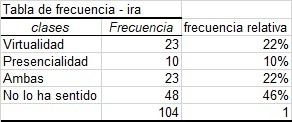 Tabla de frecuencia - ira
clases Frecuencia frecuencia relativa
Virtualidad 23 22%
Presencialidad 10 10%
Ambas 23 22%
No lo ha sentido 48 46%
104 1